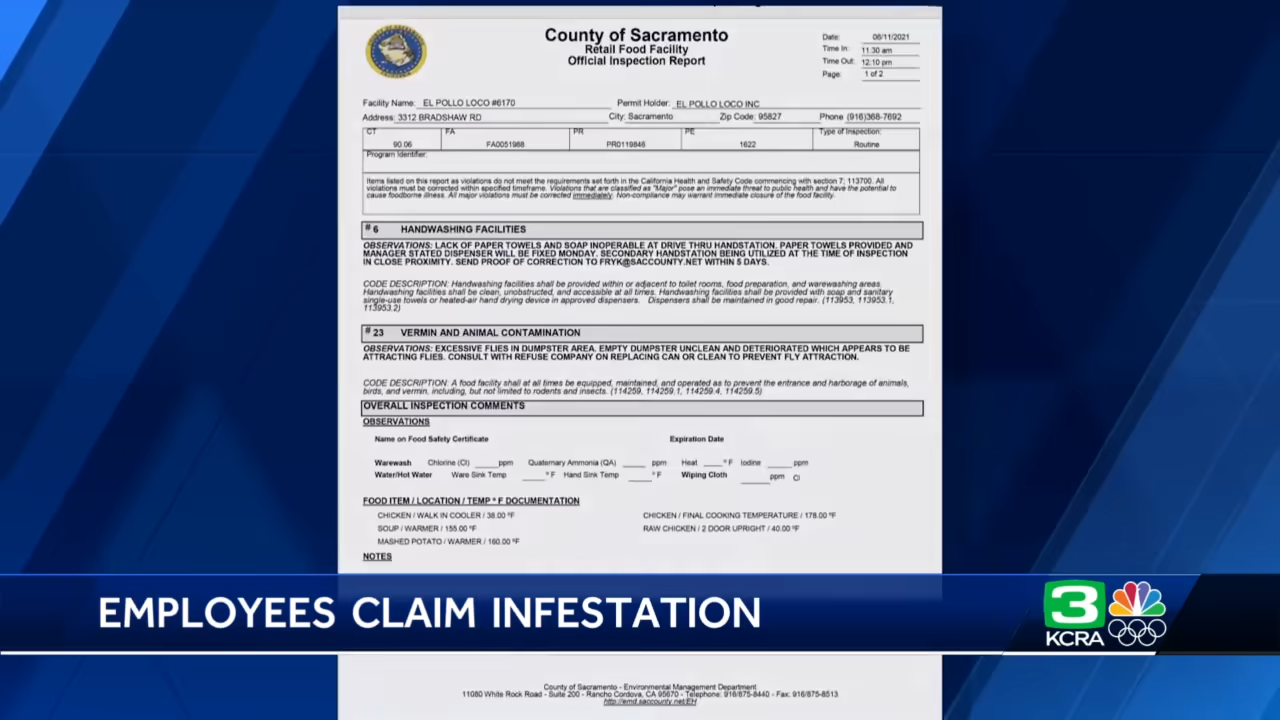 County of Sacramento
Retail Food Facility
Official Inspection Report
Date: 06/11/2021
Time In: 11:30 am
Time Out: 12:10 pm
Page: 1 of 2
Facility Name: EL POLLO LOCO #6170 Permit Holder: EL POLLO LOCO INC
Address: 3312 BRADSHAW RD City: Sacramento Zip Code: 95827 Phone (916)368-7692
CT FA PR PE Type of Inspection:
90.06 FA0051988 PR0119846 1622 Routine
Program Identifier:
Items listed on this report as violations do not meet the requirements set forth in the California Health and Safety Code commencing with section 7; 113700. All
violations must be corrected within specified timeframe. Violations that are classified as "Major" pose an immediate threat to public health and have the potential to
cause foodborne illness. All major violations must be corrected immediately. Non-compliance may warrant immediate closure of the food facility.
# 6 HANDWASHING FACILITIES
OBSERVATIONS: LACK OF PAPER TOWELS AND SOAP INOPERABLE AT DRIVE THRU HANDSTATION. PAPER TOWELS PROVIDED AND
MANAGER STATED DISPENSER WILL BE FIXED MONDAY. SECONDARY HANDSTATION BEING UTILIZED AT THE TIME OF INSPECTION
IN CLOSE PROXIMITY. SEND PROOF OF CORRECTION TO FRYK@SACCOUNTY.NET WITHIN 5 DAYS.
CODE DESCRIPTION: Handwashing facilities shall be provided within or adjacent to toilet rooms, food preparation, and warewashing areas.
Handwashing facilities shall be clean, unobstructed, and accessible at all times. Handwashing facilities shall be provided with soap and sanitary
single-use towels or heated-air hand drying device in approved dispensers. Dispensers shall be maintained in good repair. (113953, 113953.1,
113953.2)
# 23 VERMIN AND ANIMAL CONTAMINATION
OBSERVATIONS: EXCESSIVE FLIES IN DUMPSTER AREA. EMPTY DUMPSTER UNCLEAN AND DETERIORATED WHICH APPEARS TO BE
ATTRACTING FLIES. CONSULT WITH REFUSE COMPANY ON REPLACING CAN OR CLEAN TO PREVENT FLY ATTRACTION.
CODE DESCRIPTION: A food facility shall at all times be equipped, maintained, and operated as to prevent the entrance and harborage of animals,
birds, and vermin, including, but not limited to rodents and insects. (114259, 114259.1, 114259.4, 114259.5)
OVERALL INSPECTION COMMENTS
OBSERVATIONS
Name on Food Safety Certificate Expiration Date
Warewash Chlorine (Cl) ____ppm Quaternary Ammonia (QA) ____ ppm Heat ____° F Iodine ____ppm
Water/Hot Water Ware Sink Temp ____° F Hand Sink Temp ____° F Wiping Cloth ____ppm Cl
FOOD ITEM / LOCATION / TEMP ° F DOCUMENTATION
CHICKEN / WALK IN COOLER / 38.00 °F CHICKEN / FINAL COOKING TEMPERATURE / 178.00 °F
SOUP / WARMER / 155.00 °F RAW CHICKEN / 2 DOOR UPRIGHT / 40.00 °F
MASHED POTATO / WARMER / 160.00 °F
NOTES
EMPLOYEES CLAIM INFESTATION
3
KCRA
County of Sacramento - Environmental Management Department
11080 White Rock Road - Suite 200 - Rancho Cordova, CA 95670 - Telephone: 916/875-8440 - Fax: 916/875-8513
http://emd.saccounty.net/EH